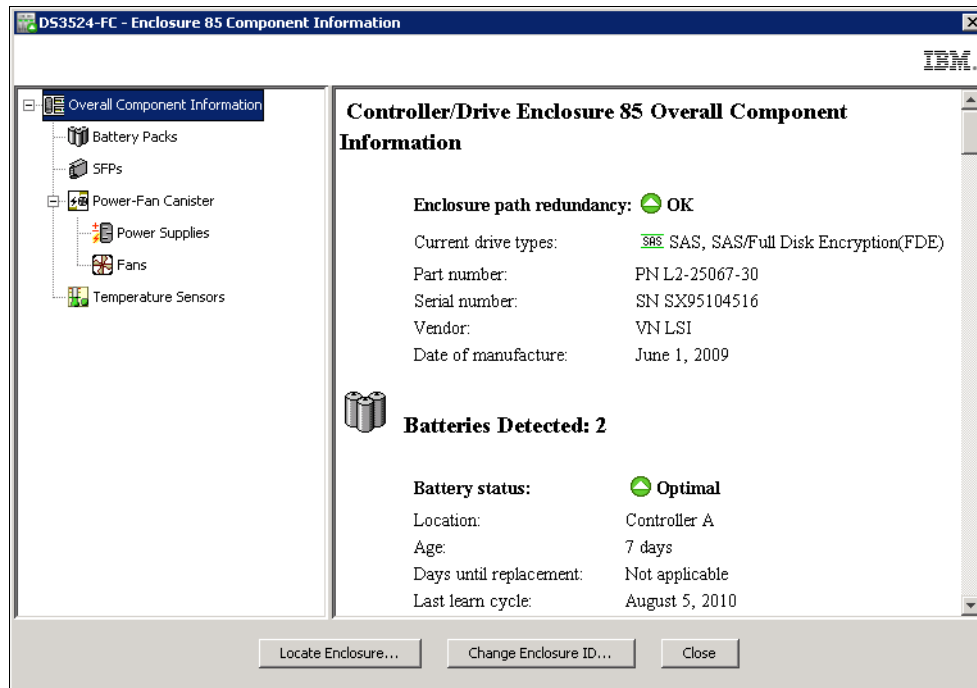 DS3524-FC - Enclosure 85 Component Information
IBM.
Overall Component Information
Battery Packs
SFPs
Power-Fan Canister
Power Supplies
Fans
Temperature Sensors
Controller/Drive Enclosure 85 Overall Component
Information
Enclosure path redundancy: OK
Current drive types: SAS SAS, SAS/Full Disk Encryption(FDE)
Part number: PN L2-25067-30
Serial number: SN SX95104516
Vendor: VN LSI
Date of manufacture: June 1, 2009
Batteries Detected: 2
Battery status: Optimal
Location: Controller A
Age: 7 days
Days until replacement: Not applicable
Last learn cycle: August 5, 2010
Locate Enclosure... Change Enclosure ID... Close